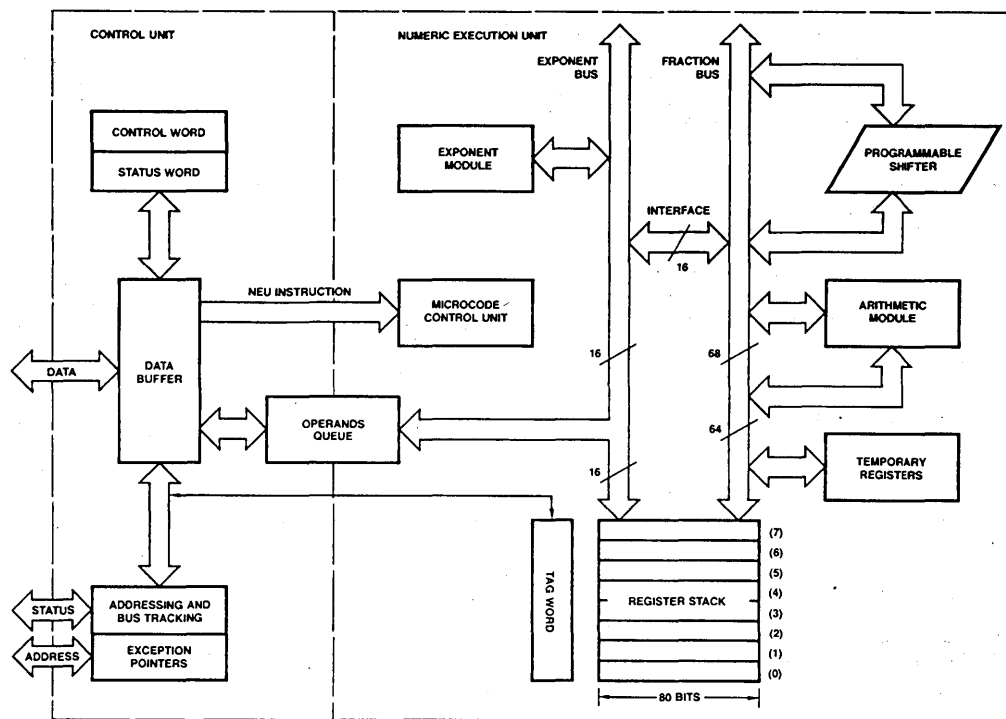 CONTROL UNIT
NUMERIC EXECUTION UNIT
EXPONENT
BUS
FRACTION
BUS
CONTROL WORD
STATUS WORD
EXPONENT
MODULE
PROGRAMMABLE
SHIFTER
INTERFACE
16
NEU INSTRUCTION
MICROCODE
CONTROL UNIT
ARITHMETIC
MODULE
DATA
DATA
BUFFER
16
68
OPERANDS
QUEUE
64
16
TEMPORARY
REGISTERS
TAG WORD
(7)
(6)
(5)
(4)
REGISTER STACK
(3)
(2)
(1)
(0)
STATUS
ADDRESSING AND
BUS TRACKING
ADDRESS
EXCEPTION
POINTERS
80 BITS